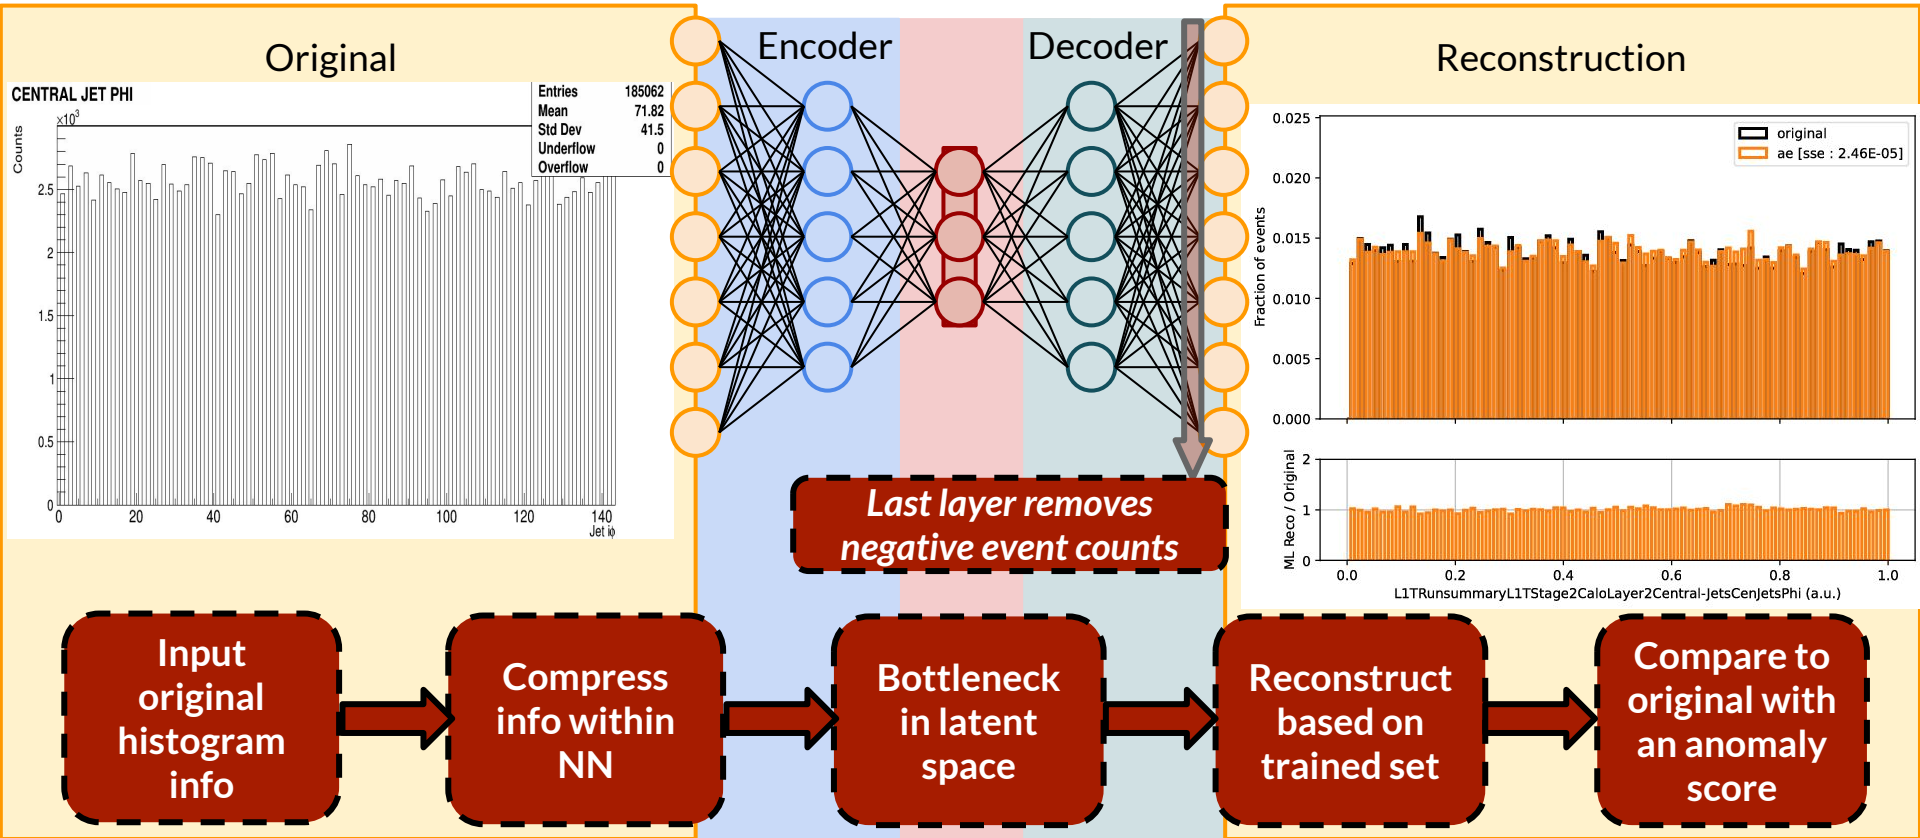 Original
Encoder
Decoder
Reconstruction
CENTRAL JET PHI
×10³
Counts
Entries 185062
Mean 71.82
Std Dev 41.5
Underflow 0
Overflow 0
2.5
2
1.5
1
0.5
0
0 20 40 60 80 100 120 140
Jet iϕ
0.025
0.020
0.015
0.010
0.005
0.000
Fraction of events
original
ae [sse : 2.46E-05]
2
1
0
ML Reco / Original
0.0 0.2 0.4 0.6 0.8 1.0
L1TRunsummaryL1TStage2CaloLayer2Central-JetsCenJetsPhi (a.u.)
Last layer removes
negative event counts
Input
original
histogram
info
Compress
info within
NN
Bottleneck
in latent
space
Reconstruct
based on
trained set
Compare to
original with
an anomaly
score